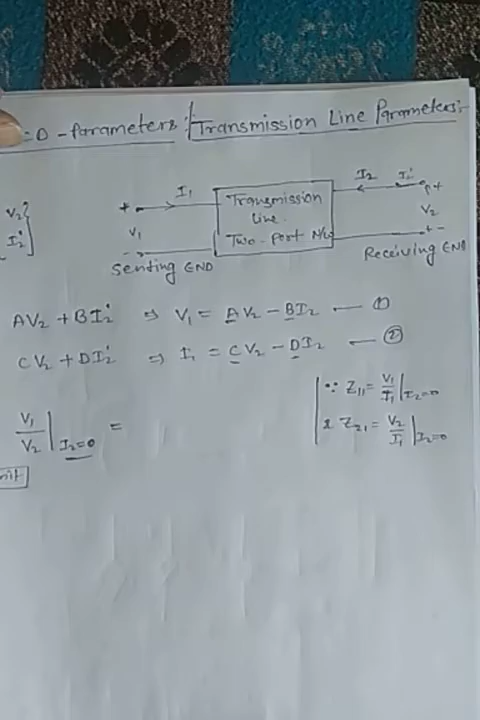 =D - Parameters :/ Transmission Line Parameters:-
V₂}
I₂']
+ I₁
V₁
-
Senting END
Transmission
Line.
Two-Port N/W
I₂ I₂' +
V₂
+ -
Receiving END
AV₂ + BI₂' ⇒ V₁ = AV₂ - BI₂ — ①
CV₂ + DI₂' ⇒ I₁ = CV₂ - DI₂ — ②
V₁/V₂ | I₂=0 =
∵ Z₁₁ = V₁/I₁ | I₂=0
& Z₂₁ = V₂/I₁ | I₂=0